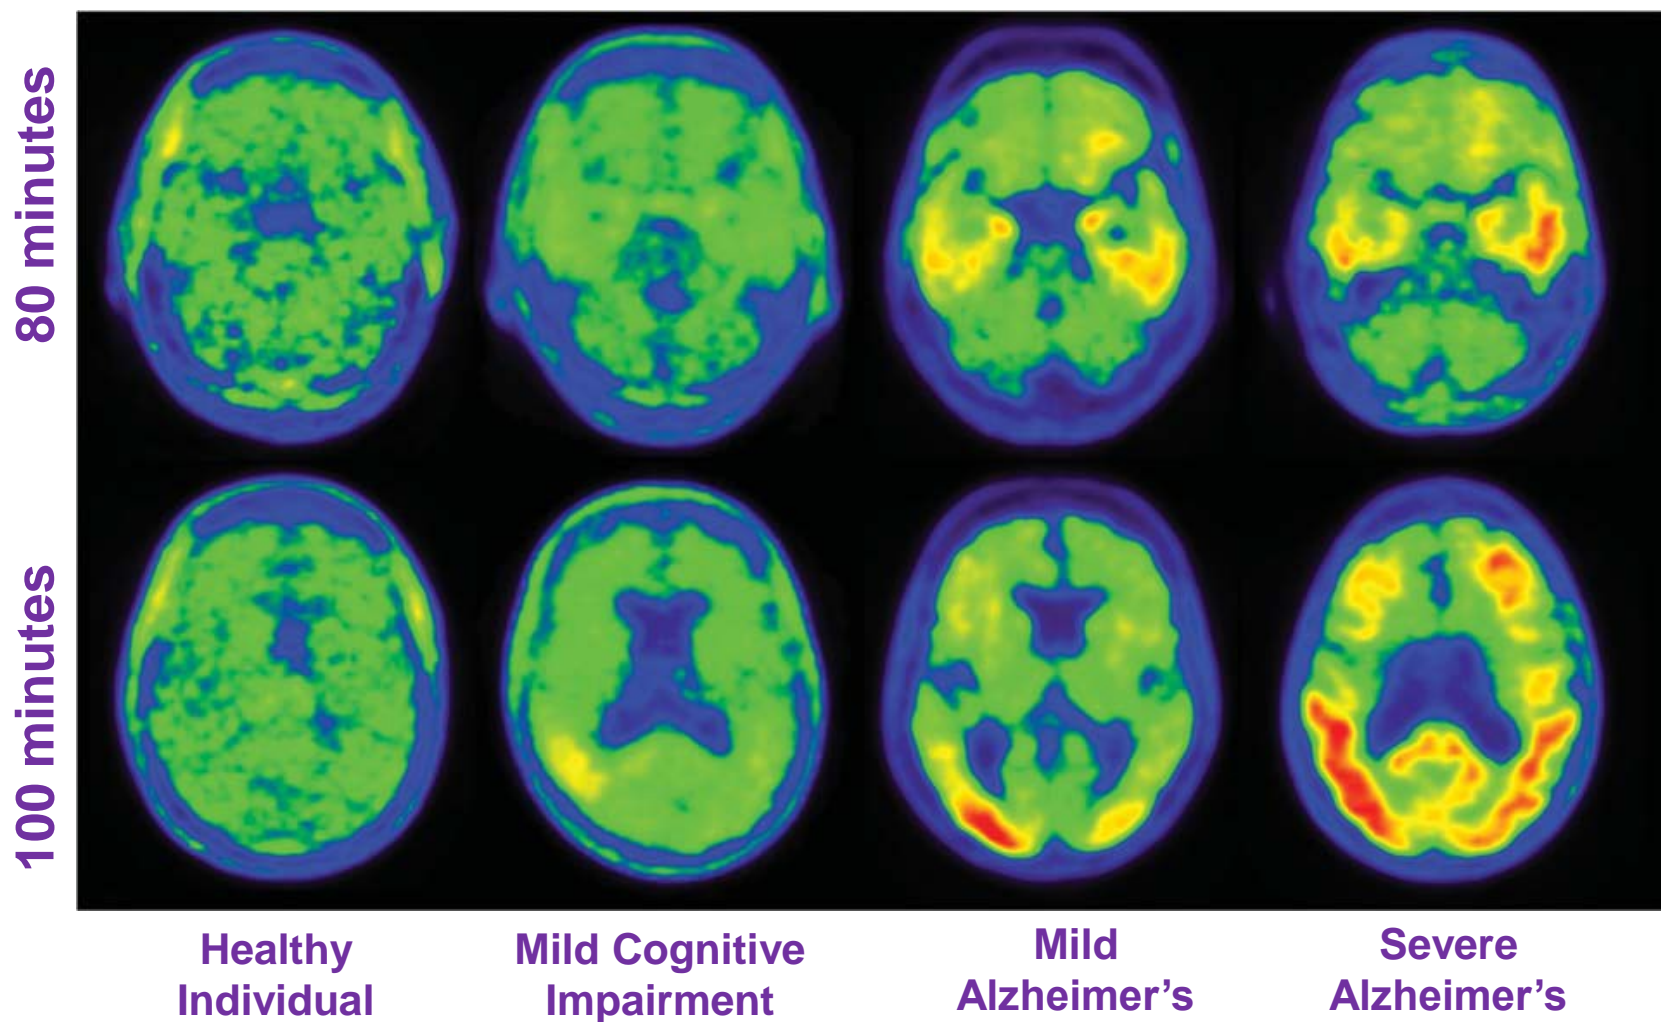 80 minutes
100 minutes
Healthy
Individual
Mild Cognitive
Impairment
Mild
Alzheimer’s
Severe
Alzheimer’s